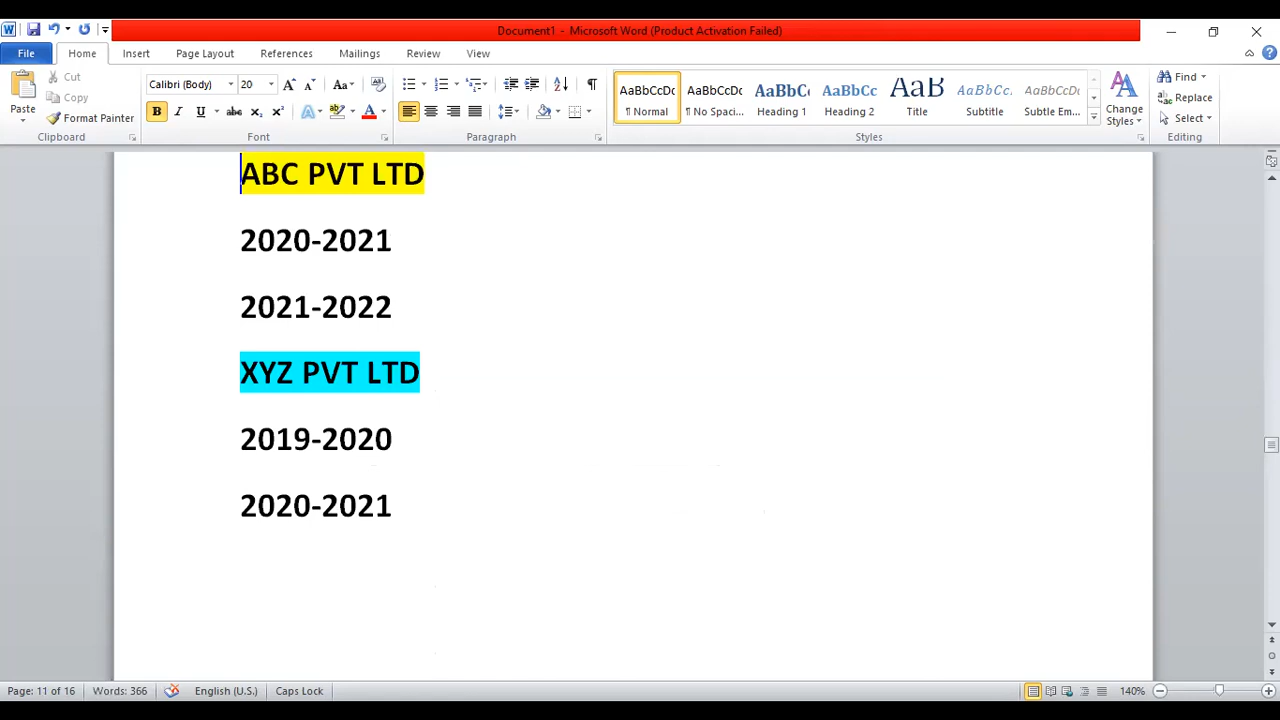 Document1 - Microsoft Word (Product Activation Failed)
File Home Insert Page Layout References Mailings Review View
Paste
Cut
Copy
Format Painter
Clipboard
Calibri (Body) 20
Font
Paragraph
AaBbCcDc AaBbCcDc AaBbC AaBbCc AaB AaBbCcL AaBbCcDc
¶ Normal ¶ No Spaci... Heading 1 Heading 2 Title Subtitle Subtle Em...
Change Styles
Styles
Find
Replace
Select
Editing
ABC PVT LTD
2020-2021
2021-2022
XYZ PVT LTD
2019-2020
2020-2021
Page: 11 of 16 Words: 366 English (U.S.) Caps Lock 140%